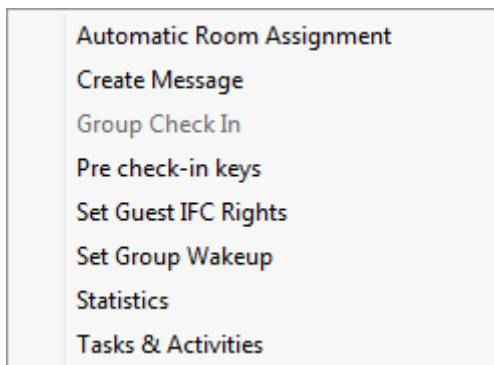 Automatic Room Assignment
Create Message
Group Check In
Pre check-in keys
Set Guest IFC Rights
Set Group Wakeup
Statistics
Tasks & Activities